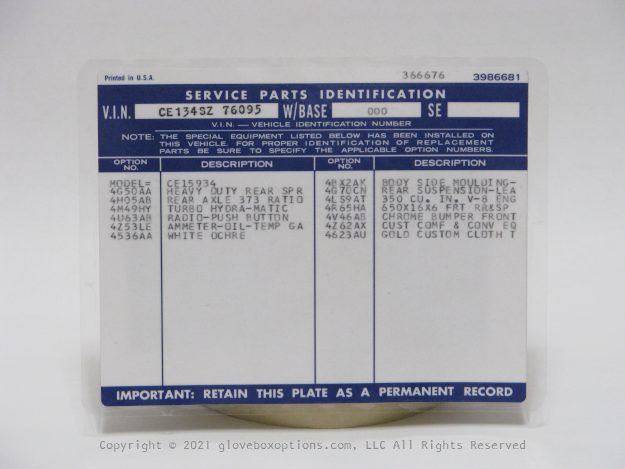 Printed in U.S.A. 366676 3986681
SERVICE PARTS IDENTIFICATION
V.I.N. CE134SZ 76095 W/BASE 000 SE
V.I.N. — VEHICLE IDENTIFICATION NUMBER
NOTE: THE SPECIAL EQUIPMENT LISTED BELOW HAS BEEN INSTALLED ON
THIS VEHICLE. FOR PROPER IDENTIFICATION OF REPLACEMENT
PARTS BE SURE TO SPECIFY THE APPLICABLE OPTION NUMBERS.
OPTION NO. DESCRIPTION OPTION NO. DESCRIPTION
MODEL= CE15934 4BX2AK BODY SIDE MOULDING-
4G50AA HEAVY DUTY REAR SPR 4G70CN REAR SUSPENSION-LEA
4H05AB REAR AXLE 373 RATIO 4LS9AT 350 CU. IN. V-8 ENG
4M49HY TURBO HYDRA-MATIC 4R65HA 650X16X6 FRT RR&SP
4U63AB RADIO-PUSH BUTTON 4V46AB CHROME BUMPER FRONT
4Z53LE AMMETER-OIL-TEMP GA 4Z62AX CUST COMF & CONV EQ
4536AA WHITE OCHRE 4623AU GOLD CUSTOM CLOTH T
IMPORTANT: RETAIN THIS PLATE AS A PERMANENT RECORD
Copyright © 2021 gloveboxoptions.com, LLC All Rights Reserved